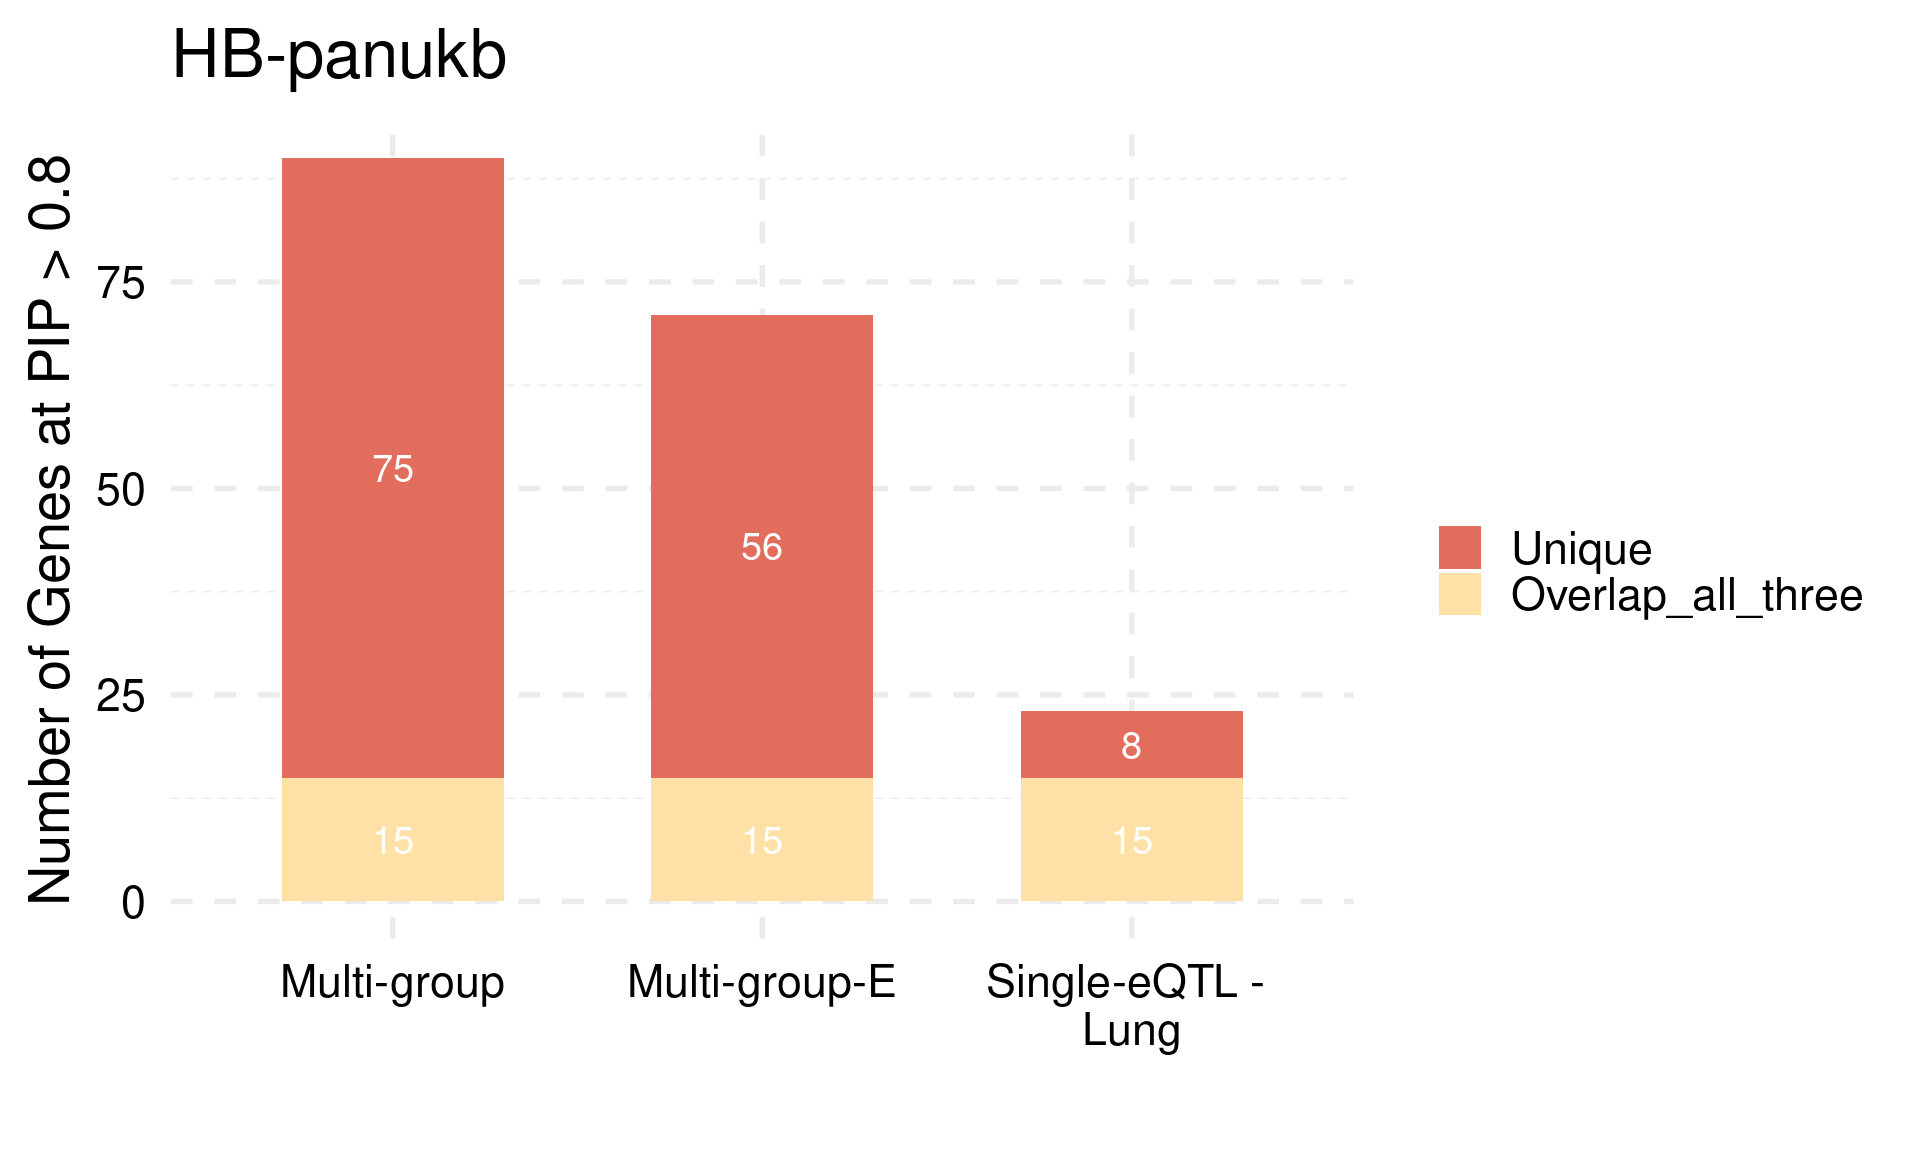 HB-panukb
Number of Genes at PIP > 0.8
75
50
25
0
75
56
8
15
15
15
Multi-group
Multi-group-E
Single-eQTL -
Lung
Unique
Overlap_all_three